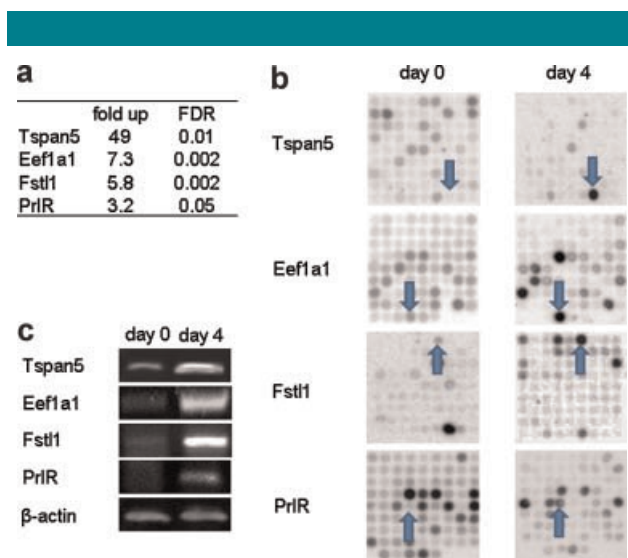 a
fold up FDR
Tspan5 49 0.01
Eef1a1 7.3 0.002
Fstl1 5.8 0.002
PrlR 3.2 0.05
b
day 0 day 4
Tspan5
Eef1a1
Fstl1
PrlR
c
day 0 day 4
Tspan5
Eef1a1
Fstl1
PrlR
β-actin